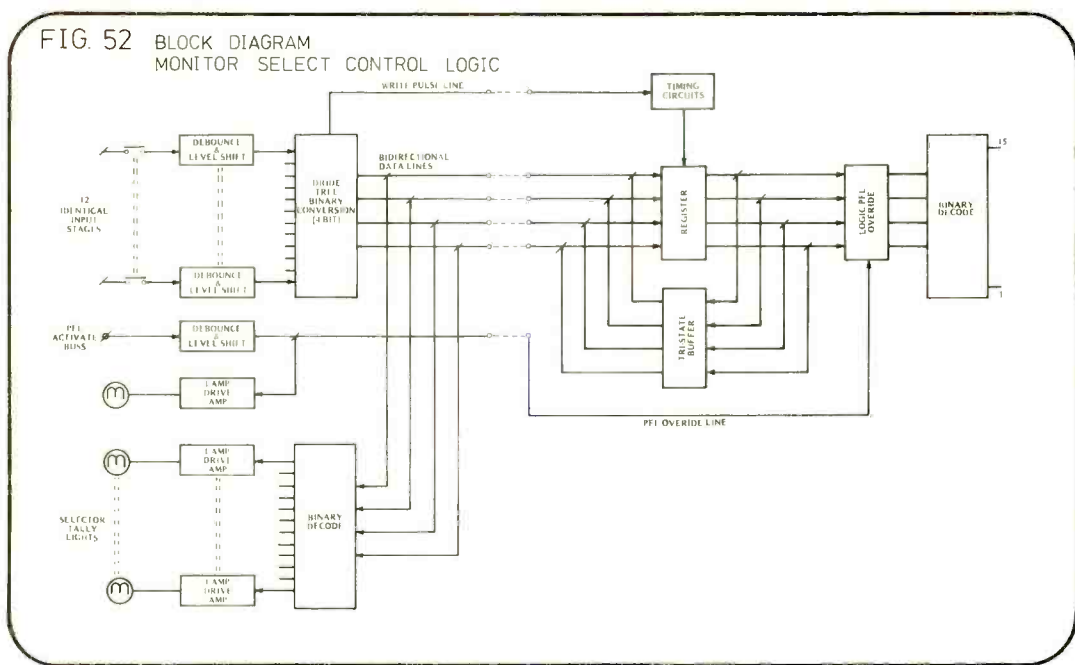 FIG. 52 BLOCK DIAGRAM
MONITOR SELECT CONTROL LOGIC
WRITE PULSE LINE
TIMING
CIRCUITS
DEBOUNCE
&
LEVEL SHIFT
BIDIRECTIONAL
DATA LINES
12
IDENTICAL
INPUT
STAGES
DIODE
TREE
BINARY
CONVERSION
(4 BIT)
REGISTER
LOGIC PFL
OVERRIDE
BINARY
DECODE
15
1
DEBOUNCE
&
LEVEL SHIFT
PFL
ACTIVATE
BUSS
DEBOUNCE
&
LEVEL SHIFT
TRI STATE
BUFFER
LAMP
DRIVE
AMP
PFL OVERIDE LINE
LAMP
DRIVE
AMP
SELECTOR
TALLY
LIGHTS
BINARY
DECODE
LAMP
DRIVE
AMP